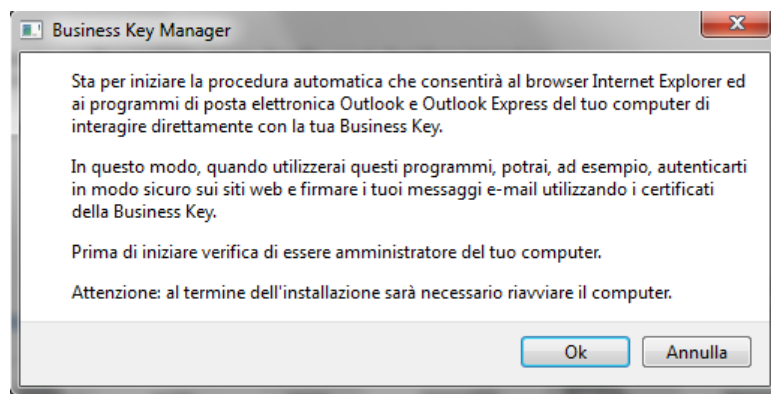 Business Key Manager
Sta per iniziare la procedura automatica che consentirà al browser Internet Explorer ed
ai programmi di posta elettronica Outlook e Outlook Express del tuo computer di
interagire direttamente con la tua Business Key.
In questo modo, quando utilizzerai questi programmi, potrai, ad esempio, autenticarti
in modo sicuro sui siti web e firmare i tuoi messaggi e-mail utilizzando i certificati
della Business Key.
Prima di iniziare verifica di essere amministratore del tuo computer.
Attenzione: al termine dell'installazione sarà necessario riavviare il computer.
Ok Annulla